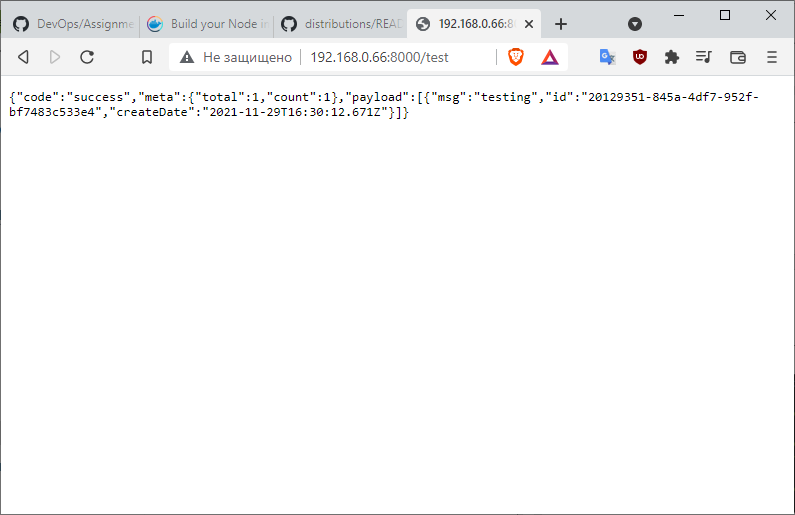 DevOps/Assignme
Build your Node im
distributions/READ
192.168.0.66:8
Не защищено
192.168.0.66:8000/test
{"code":"success","meta":{"total":1,"count":1},"payload":[{"msg":"testing","id":"20129351-845a-4df7-952f-
bf7483c533e4","createDate":"2021-11-29T16:30:12.671Z"}]}